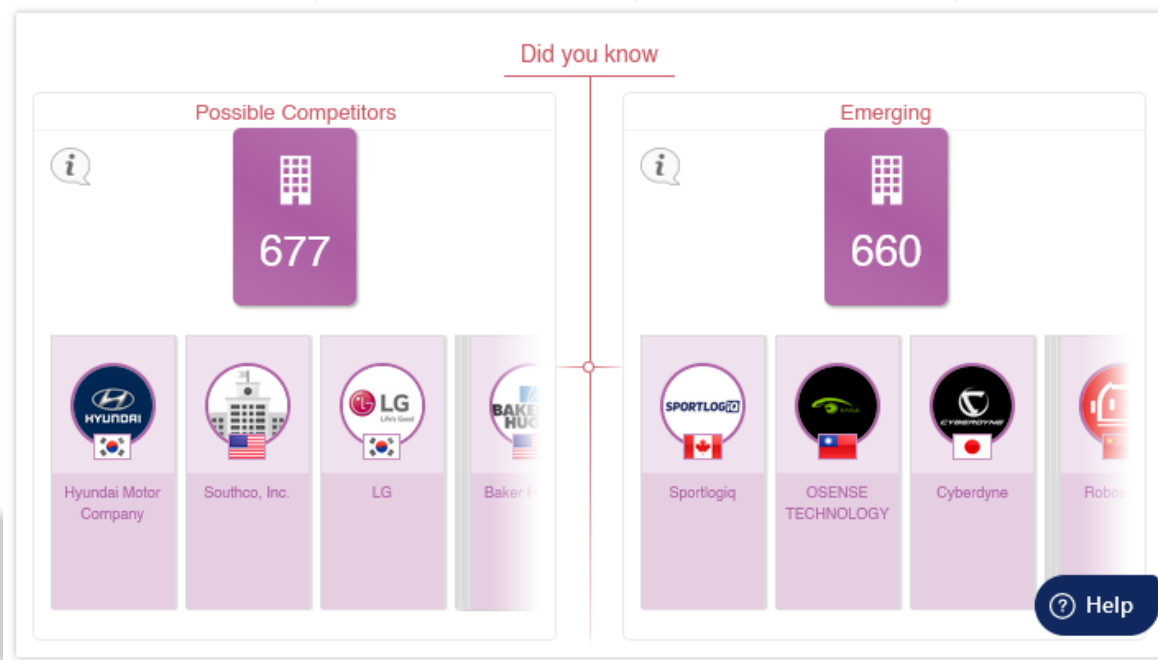 Did you know
Possible Competitors
677
HYUNDAI
LG
Life's Good
Hyundai Motor
Company
Southco, Inc.
LG
Baker
Emerging
660
SPORTLOGiQ
CYBERDYNE
Sportlogiq
OSENSE
TECHNOLOGY
Cyberdyne
Help